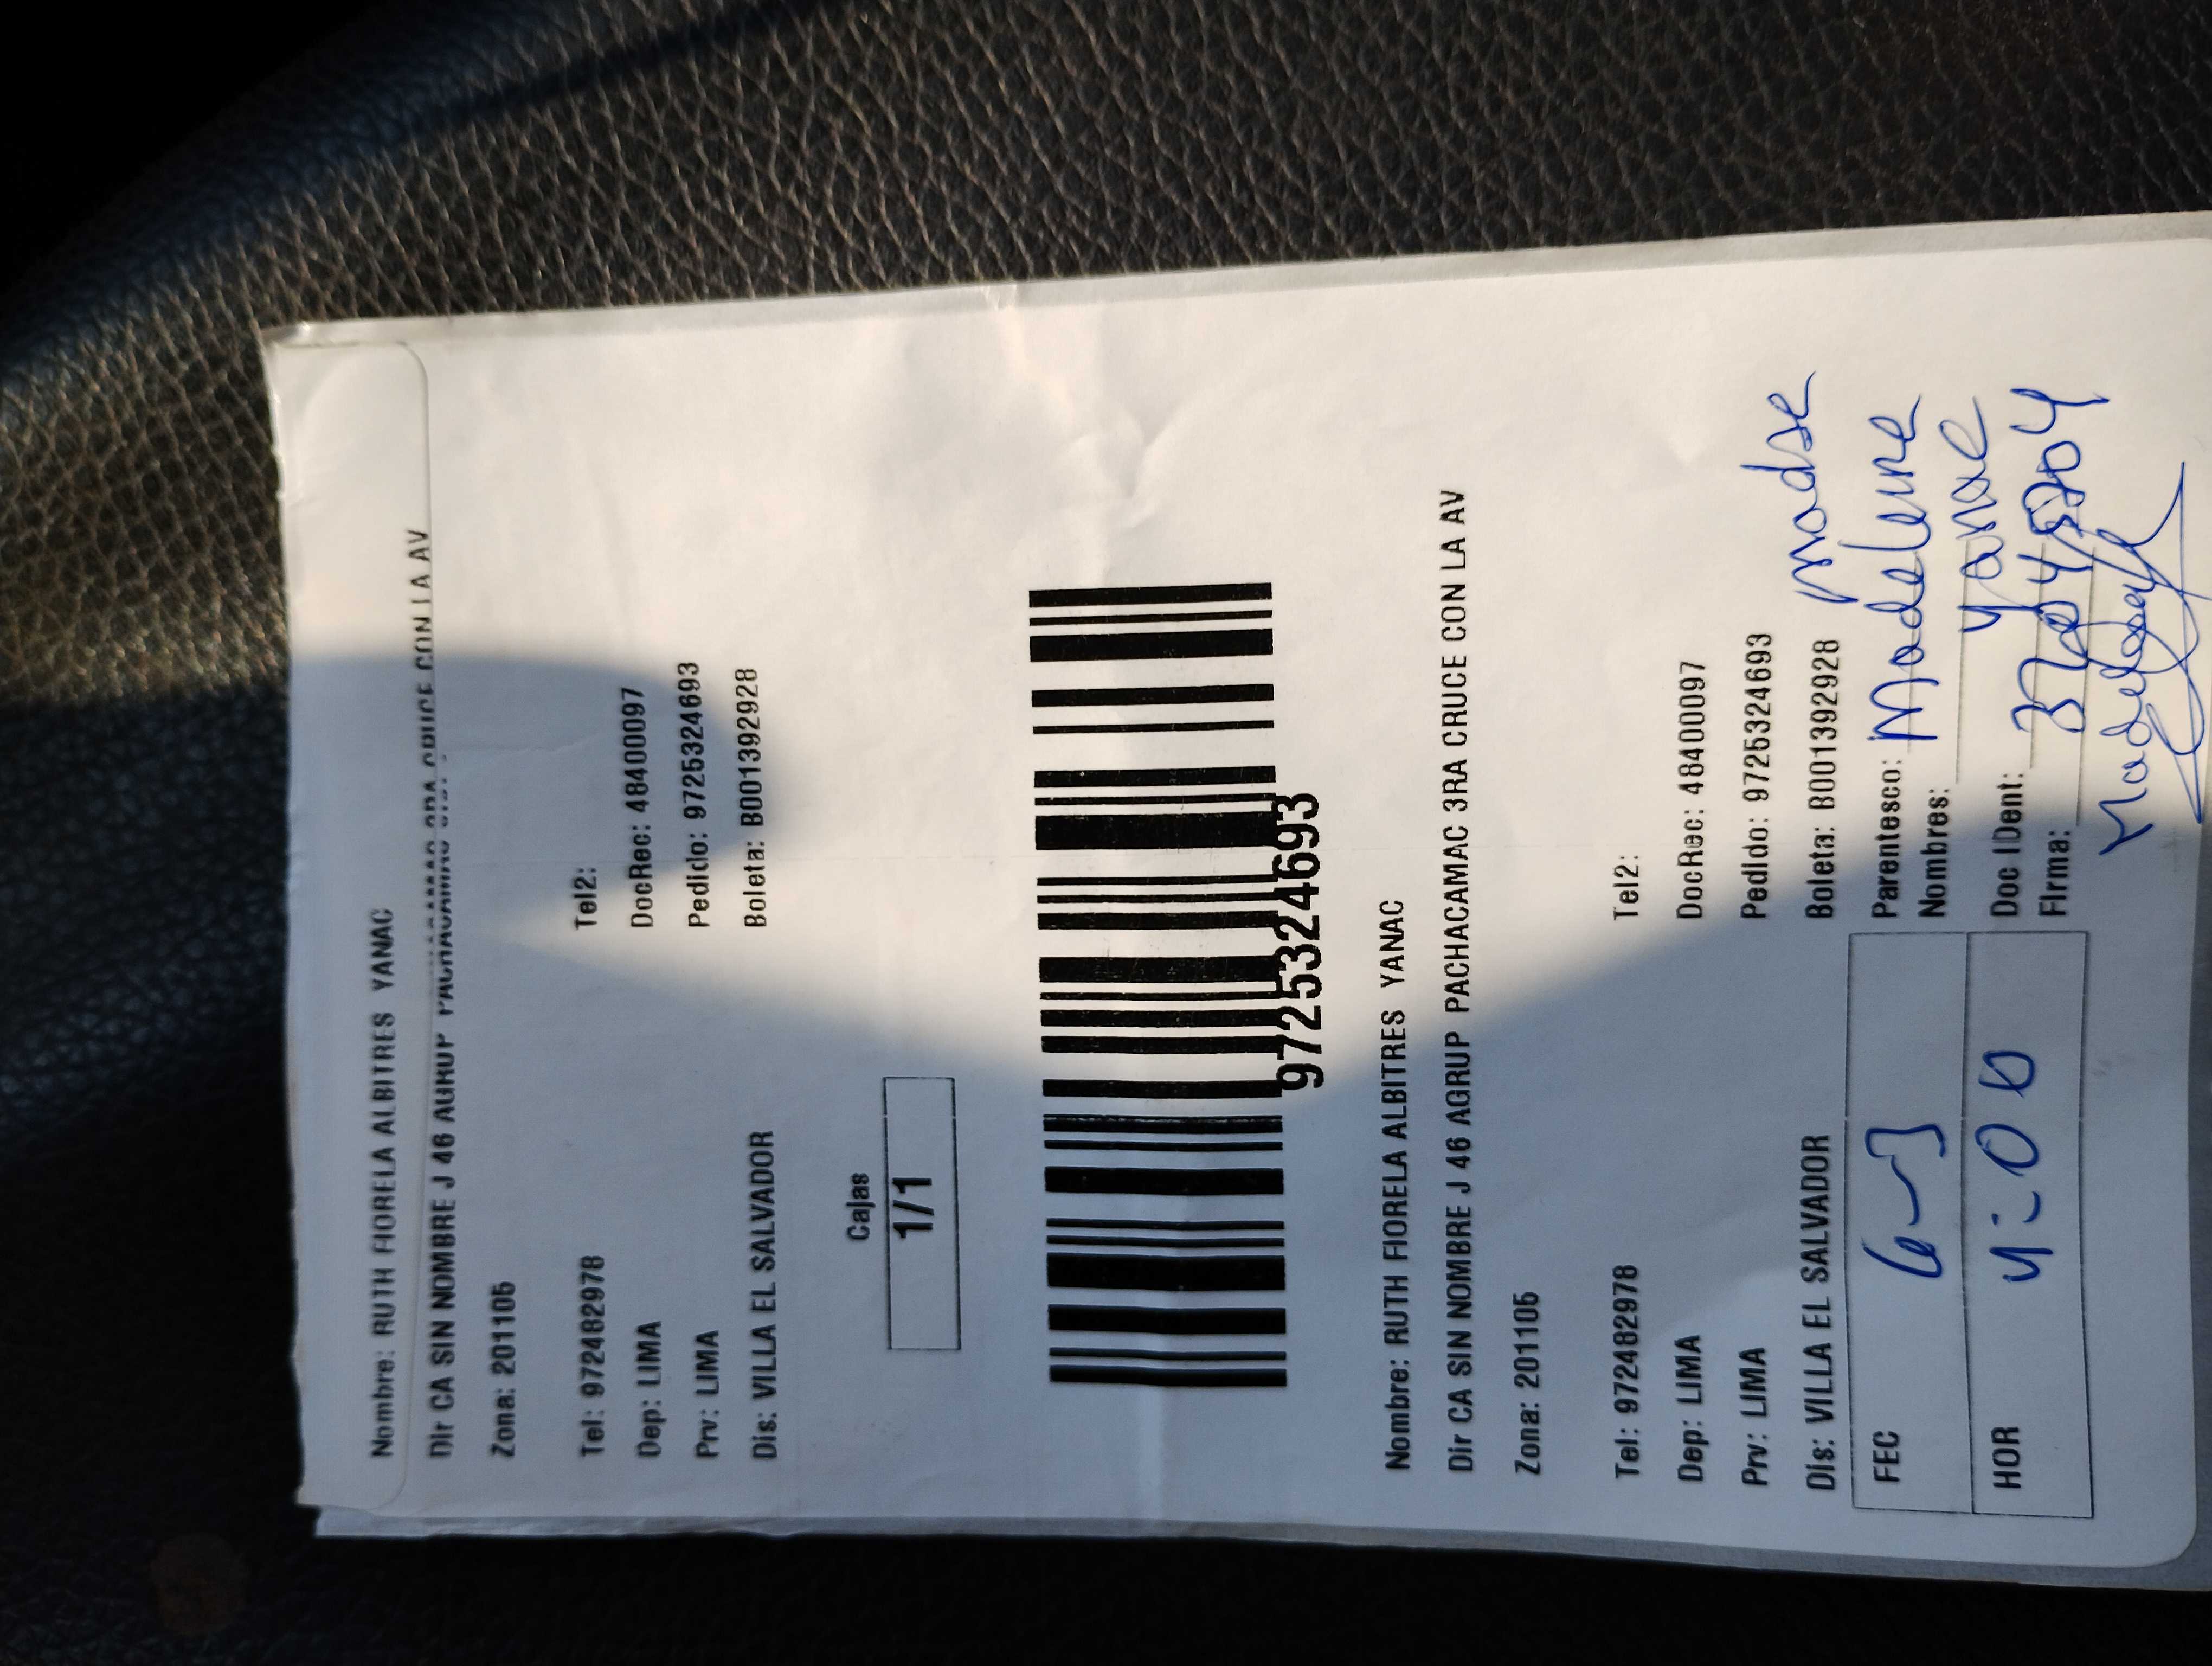 Nombre: RUTH FIORELA ALBITRES YANAC
Dir CA SIN NOMBRE J 46 AGRUP PACHACAMAC 3RA CRUCE CON LA AV
Zona: 201105
Tel: 972482978 Tel2:
Dep: LIMA DocRec: 48400097
Prv: LIMA Pedido: 9725324693
Dis: VILLA EL SALVADOR Boleta: B001392928
Cajas
1/1
9725324693
Nombre: RUTH FIORELA ALBITRES YANAC
Dir CA SIN NOMBRE J 46 AGRUP PACHACAMAC 3RA CRUCE CON LA AV
Zona: 201105
Tel: 972482978 Tel2:
Dep: LIMA DocRec: 48400097
Prv: LIMA Pedido: 9725324693
Dis: VILLA EL SALVADOR Boleta: B001392928
madre
FEC 6-3 Parentesco: Madeleine
Nombres: Yanac
HOR 4:00 Doc IDent:
Firma: